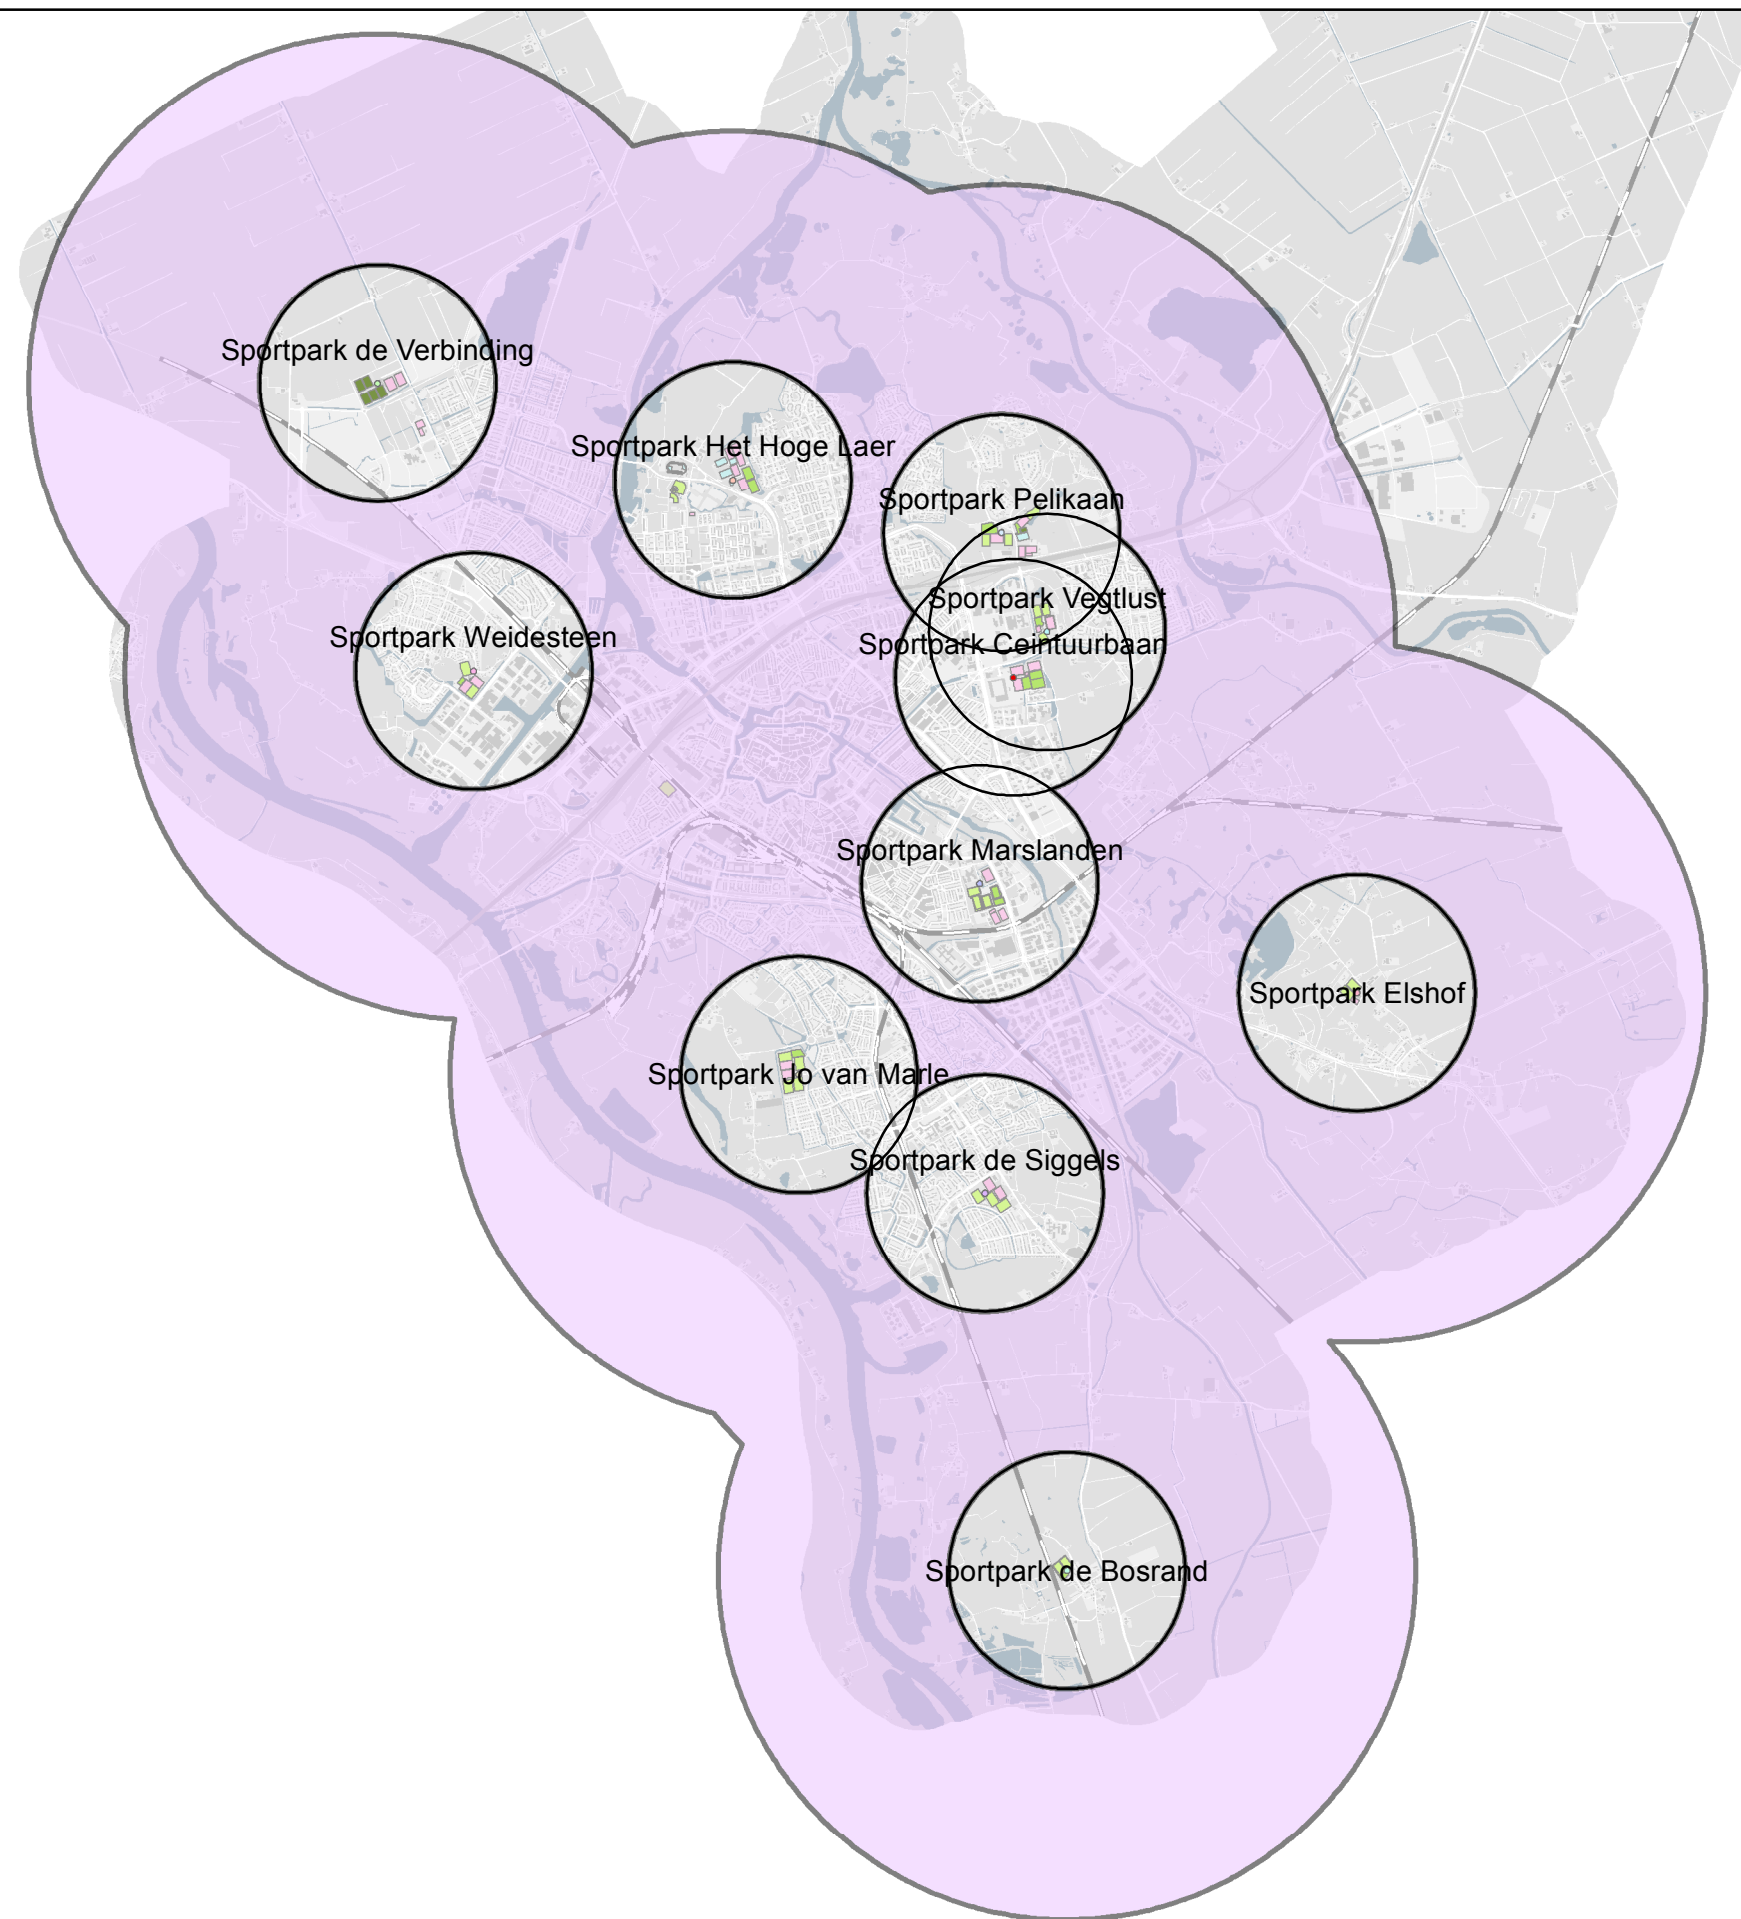 Sportpark de Verbinding
Sportpark Het Hoge Laer
Sportpark Pelikaan
Sportpark Vegtlust
Sportpark Weidesteen
Sportpark Ceintuurbaan
Sportpark Marslanden
Sportpark Elshof
Sportpark Jo van Marle
Sportpark de Siggels
Sportpark de Bosrand